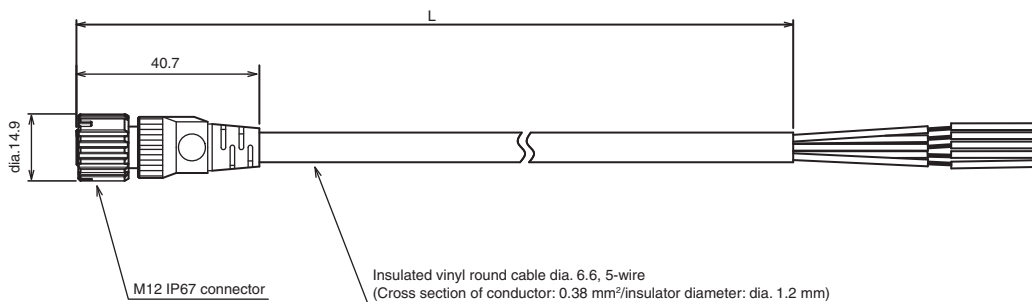 L
40.7
dia.14.9
M12 IP67 connector
Insulated vinyl round cable dia. 6.6, 5-wire
(Cross section of conductor: 0.38 mm²/insulator diameter: dia. 1.2 mm)